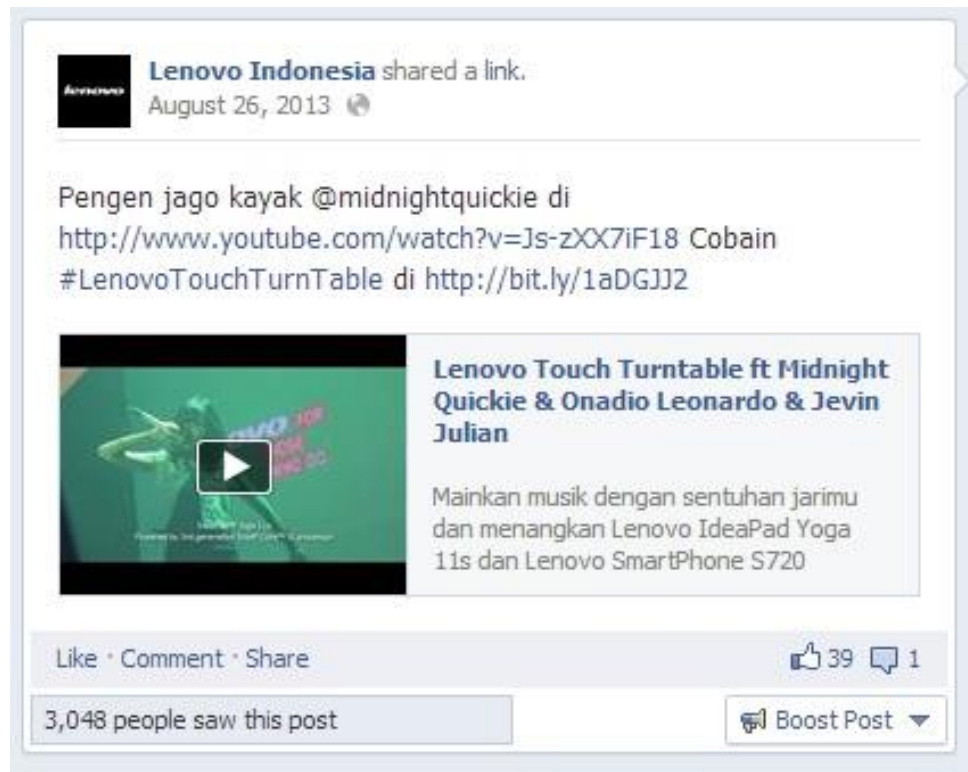 Lenovo Indonesia shared a link.
lenovo
August 26, 2013
Pengen jago kayak @midnightquickie di
http://www.youtube.com/watch?v=Js-zXX7iF18 Cobain
#LenovoTouchTurnTable di http://bit.ly/1aDGJJ2
Lenovo Touch Turntable ft Midnight
Quickie & Onadio Leonardo & Jevin
Julian
Mainkan musik dengan sentuhan jarimu
dan menangkan Lenovo IdeaPad Yoga
11s dan Lenovo SmartPhone S720
Like · Comment · Share
39 1
3,048 people saw this post
Boost Post